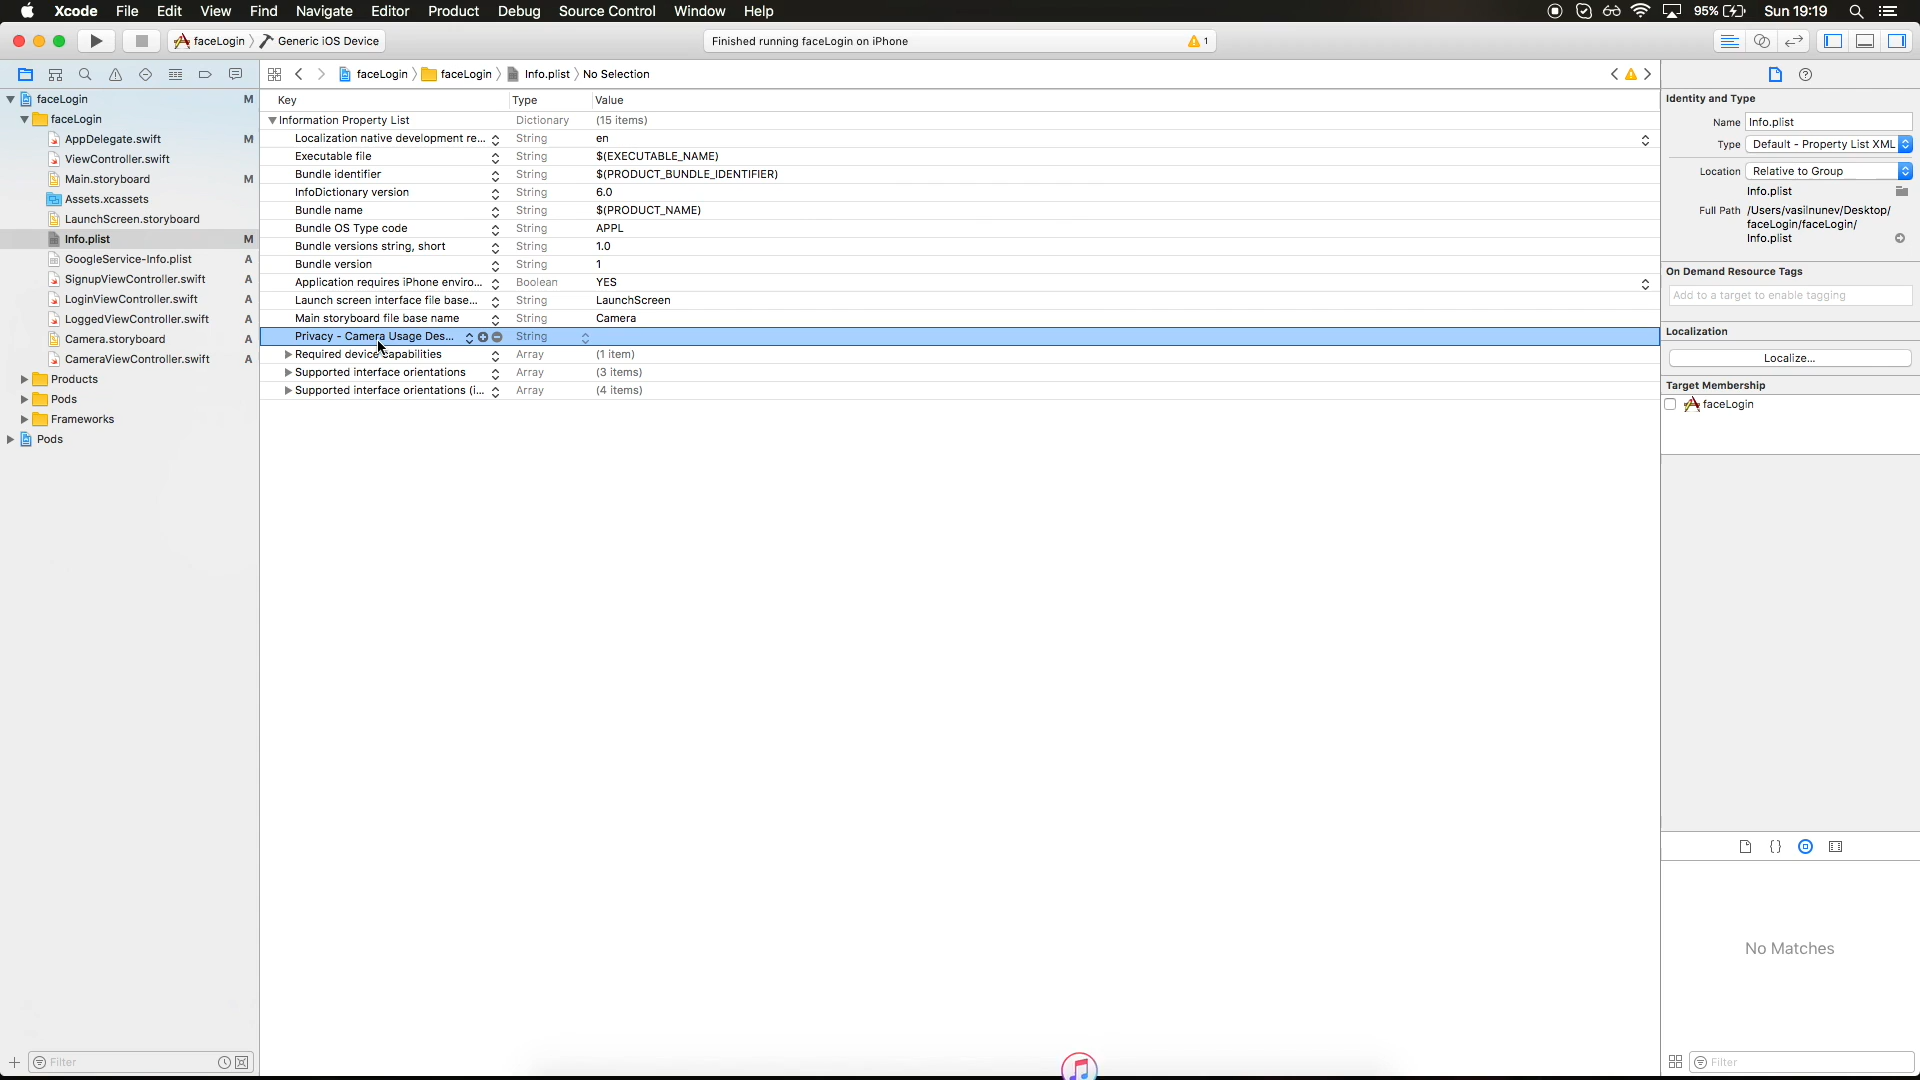 Xcode File Edit View Find Navigate Editor Product Debug Source Control Window Help 95% Sun 19:19
faceLogin Generic iOS Device Finished running faceLogin on iPhone 1
faceLogin faceLogin Info.plist No Selection
faceLogin M
faceLogin
AppDelegate.swift M
ViewController.swift
Main.storyboard M
Assets.xcassets
LaunchScreen.storyboard
Info.plist M
GoogleService-Info.plist A
SignupViewController.swift A
LoginViewController.swift A
LoggedViewController.swift A
Camera.storyboard A
CameraViewController.swift A
Products
Pods
Frameworks
Pods
Filter
Key Type Value
Information Property List Dictionary (15 items)
Localization native development re... String en
Executable file String $(EXECUTABLE_NAME)
Bundle identifier String $(PRODUCT_BUNDLE_IDENTIFIER)
InfoDictionary version String 6.0
Bundle name String $(PRODUCT_NAME)
Bundle OS Type code String APPL
Bundle versions string, short String 1.0
Bundle version String 1
Application requires iPhone enviro... Boolean YES
Launch screen interface file base... String LaunchScreen
Main storyboard file base name String Camera
Privacy - Camera Usage Des... String
Required device capabilities Array (1 item)
Supported interface orientations Array (3 items)
Supported interface orientations (i... Array (4 items)
Identity and Type
Name Info.plist
Type Default - Property List XML
Location Relative to Group
Info.plist
Full Path /Users/vasilnunev/Desktop/
faceLogin/faceLogin/
Info.plist
On Demand Resource Tags
Add to a target to enable tagging
Localization
Localize...
Target Membership
faceLogin
No Matches
Filter